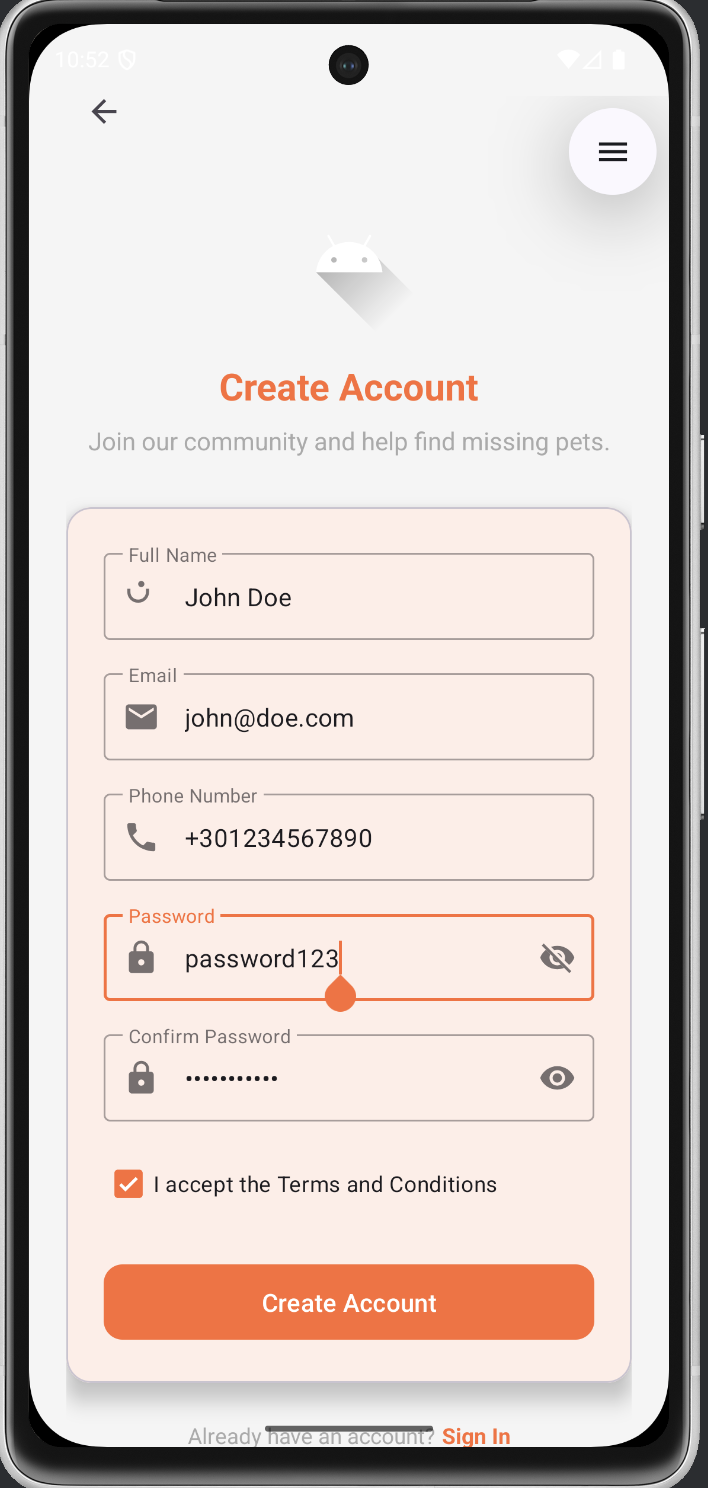 10:52
Create Account
Join our community and help find missing pets.
Full Name
John Doe
Email
john@doe.com
Phone Number
+301234567890
Password
password123
Confirm Password
•••••••••••
I accept the Terms and Conditions
Create Account
Already have an account? Sign In